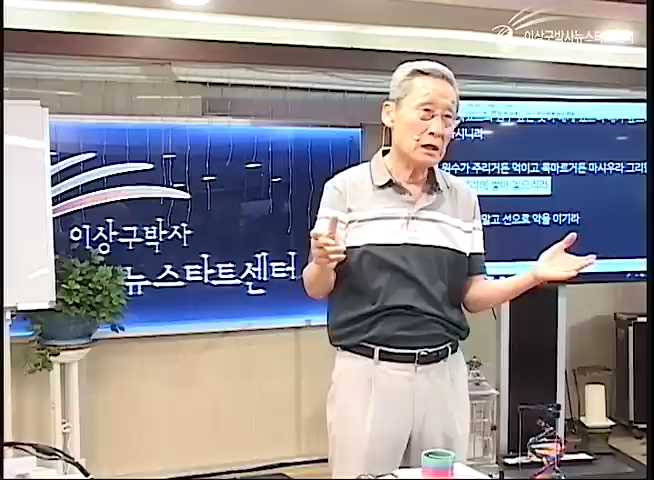 이상구박사뉴스타트센터
이상구박사
뉴스타트센터
하시니라
원수가 주리거든 먹이고 목마르거든 마시우라 그리
말고 선으로 악을 이기라